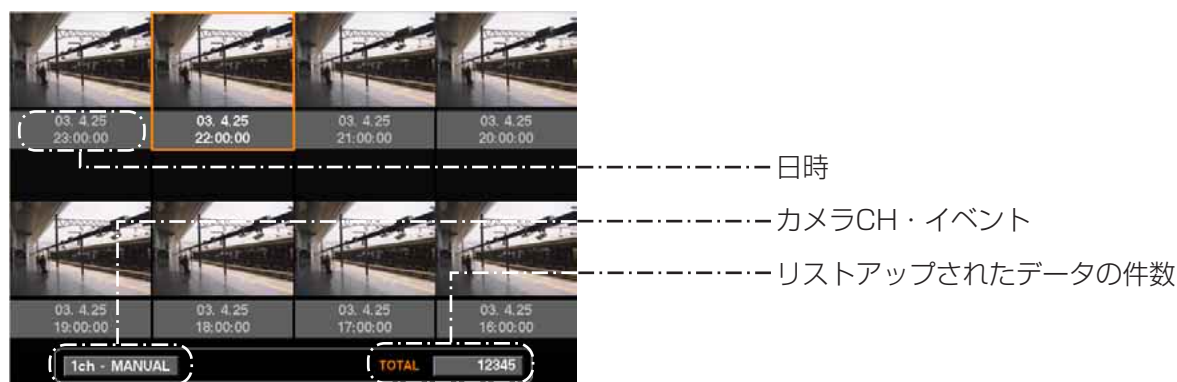 03. 4.25 03. 4.25 03. 4.25 03. 4.25
23:00:00 22:00:00 21:00:00 20:00:00
日時
カメラCH・イベント
リストアップされたデータの件数
03. 4.25 03. 4.25 03. 4.25 03. 4.25
19:00:00 18:00:00 17:00:00 16:00:00
1ch - MANUAL TOTAL 12345